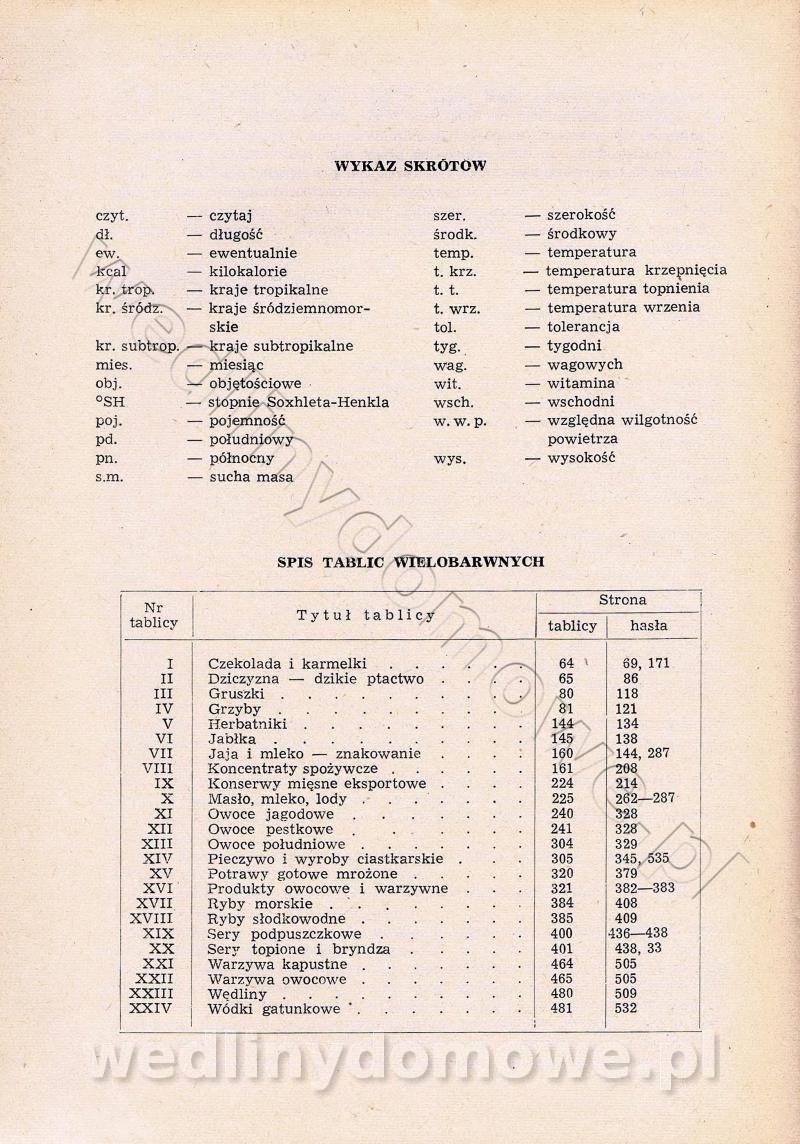 WYKAZ SKRÓTÓW
czyt. — czytaj
dł. — długość
ew. — ewentualnie
kcal — kilokalorie
kr. trop. — kraje tropikalne
kr. śródz. — kraje śródziemnomor-
skie
kr. subtrop. — kraje subtropikalne
mies. — miesiąc
obj. — objętościowe
°SH — stopnie Soxhleta-Henkla
poj. — pojemność
pd. — południowy
pn. — północny
s.m. — sucha masa
szer. — szerokość
środk. — środkowy
temp. — temperatura
t. krz. — temperatura krzepnięcia
t. t. — temperatura topnienia
t. wrz. — temperatura wrzenia
tol. — tolerancja
tyg. — tygodni
wag. — wagowych
wit. — witamina
wsch. — wschodni
w. w. p. — względna wilgotność
powietrza
wys. — wysokość
SPIS TABLIC WIELOBARWNYCH
Nr tablicy | Tytuł tablicy | Strona
tablicy | hasła
I Czekolada i karmelki . . . . . . 64 69, 171
II Dziczyzna — dzikie ptactwo . . . . 65 86
III Gruszki . . . . . . . . . 80 118
IV Grzyby . . . . . . . . . 81 121
V Herbatniki . . . . . . . . . 144 134
VI Jabłka . . . . . . . . . . 145 138
VII Jaja i mleko — znakowanie . . . . 160 144, 287
VIII Koncentraty spożywcze . . . . . . 161 208
IX Konserwy mięsne eksportowe . . . . 224 214
X Masło, mleko, lody . . . . . . . 225 262—287
XI Owoce jagodowe . . . . . . . 240 328
XII Owoce pestkowe . . . . . . . 241 328
XIII Owoce południowe . . . . . . . 304 329
XIV Pieczywo i wyroby ciastkarskie . . . 305 345, 535
XV Potrawy gotowe mrożone . . . . . 320 379
XVI Produkty owocowe i warzywne . . . 321 382—383
XVII Ryby morskie . . . . . . . . 384 408
XVIII Ryby słodkowodne . . . . . . . 385 409
XIX Sery podpuszczkowe . . . . . . 400 436—438
XX Sery topione i bryndza . . . . . 401 438, 33
XXI Warzywa kapustne . . . . . . . 464 505
XXII Warzywa owocowe . . . . . . . 465 505
XXIII Wędliny . . . . . . . . . . 480 509
XXIV Wódki gatunkowe . . . . . . . 481 532
wedlinydomowe.pl
wedlinydomowe.pl